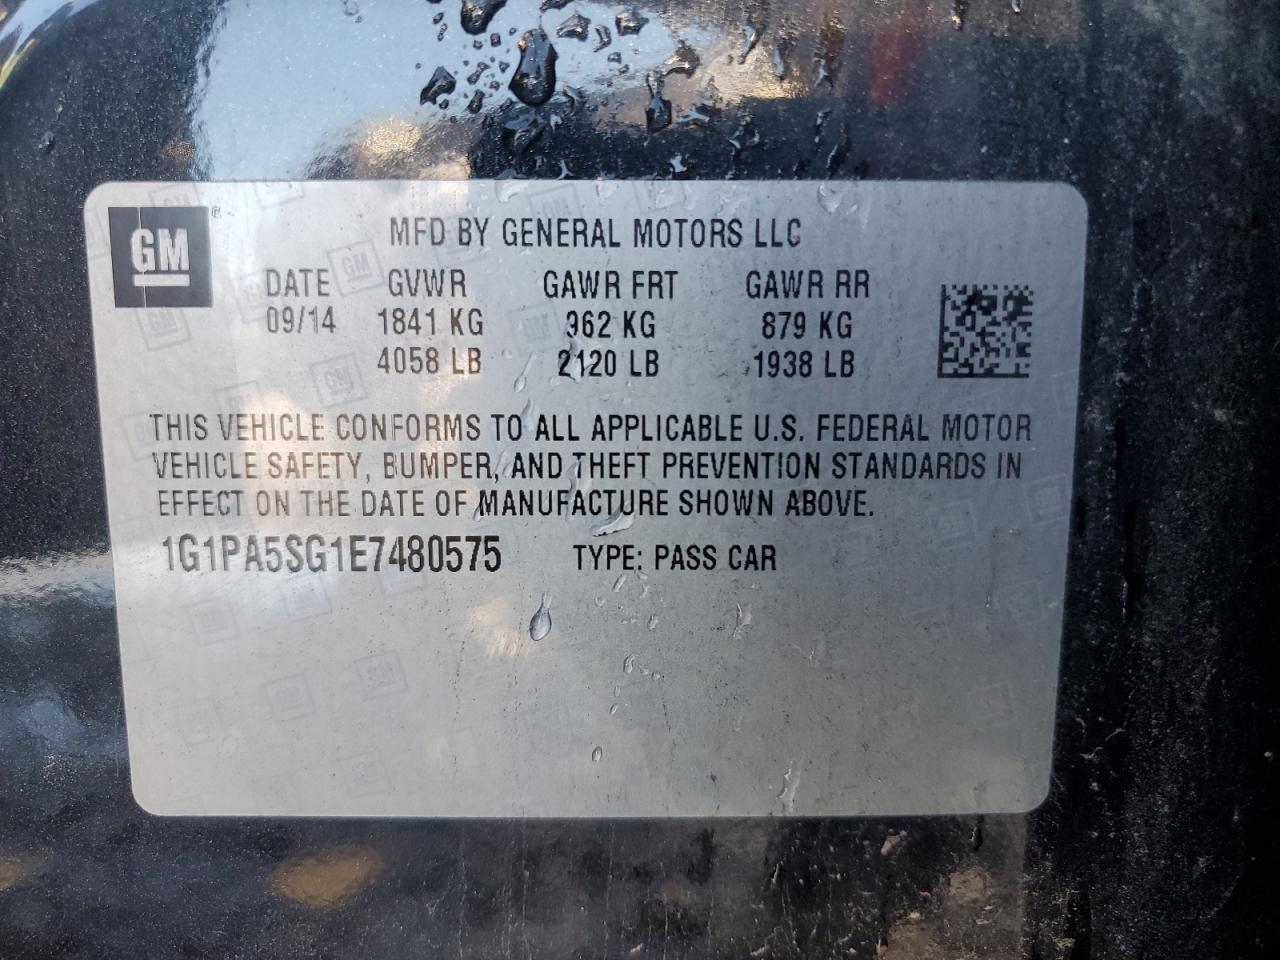 GM
MFD BY GENERAL MOTORS LLC
DATE GVWR GAWR FRT GAWR RR
09/14 1841 KG 962 KG 879 KG
4058 LB 2120 LB 1938 LB
THIS VEHICLE CONFORMS TO ALL APPLICABLE U.S. FEDERAL MOTOR
VEHICLE SAFETY, BUMPER, AND THEFT PREVENTION STANDARDS IN
EFFECT ON THE DATE OF MANUFACTURE SHOWN ABOVE.
1G1PA5SG1E7480575 TYPE: PASS CAR